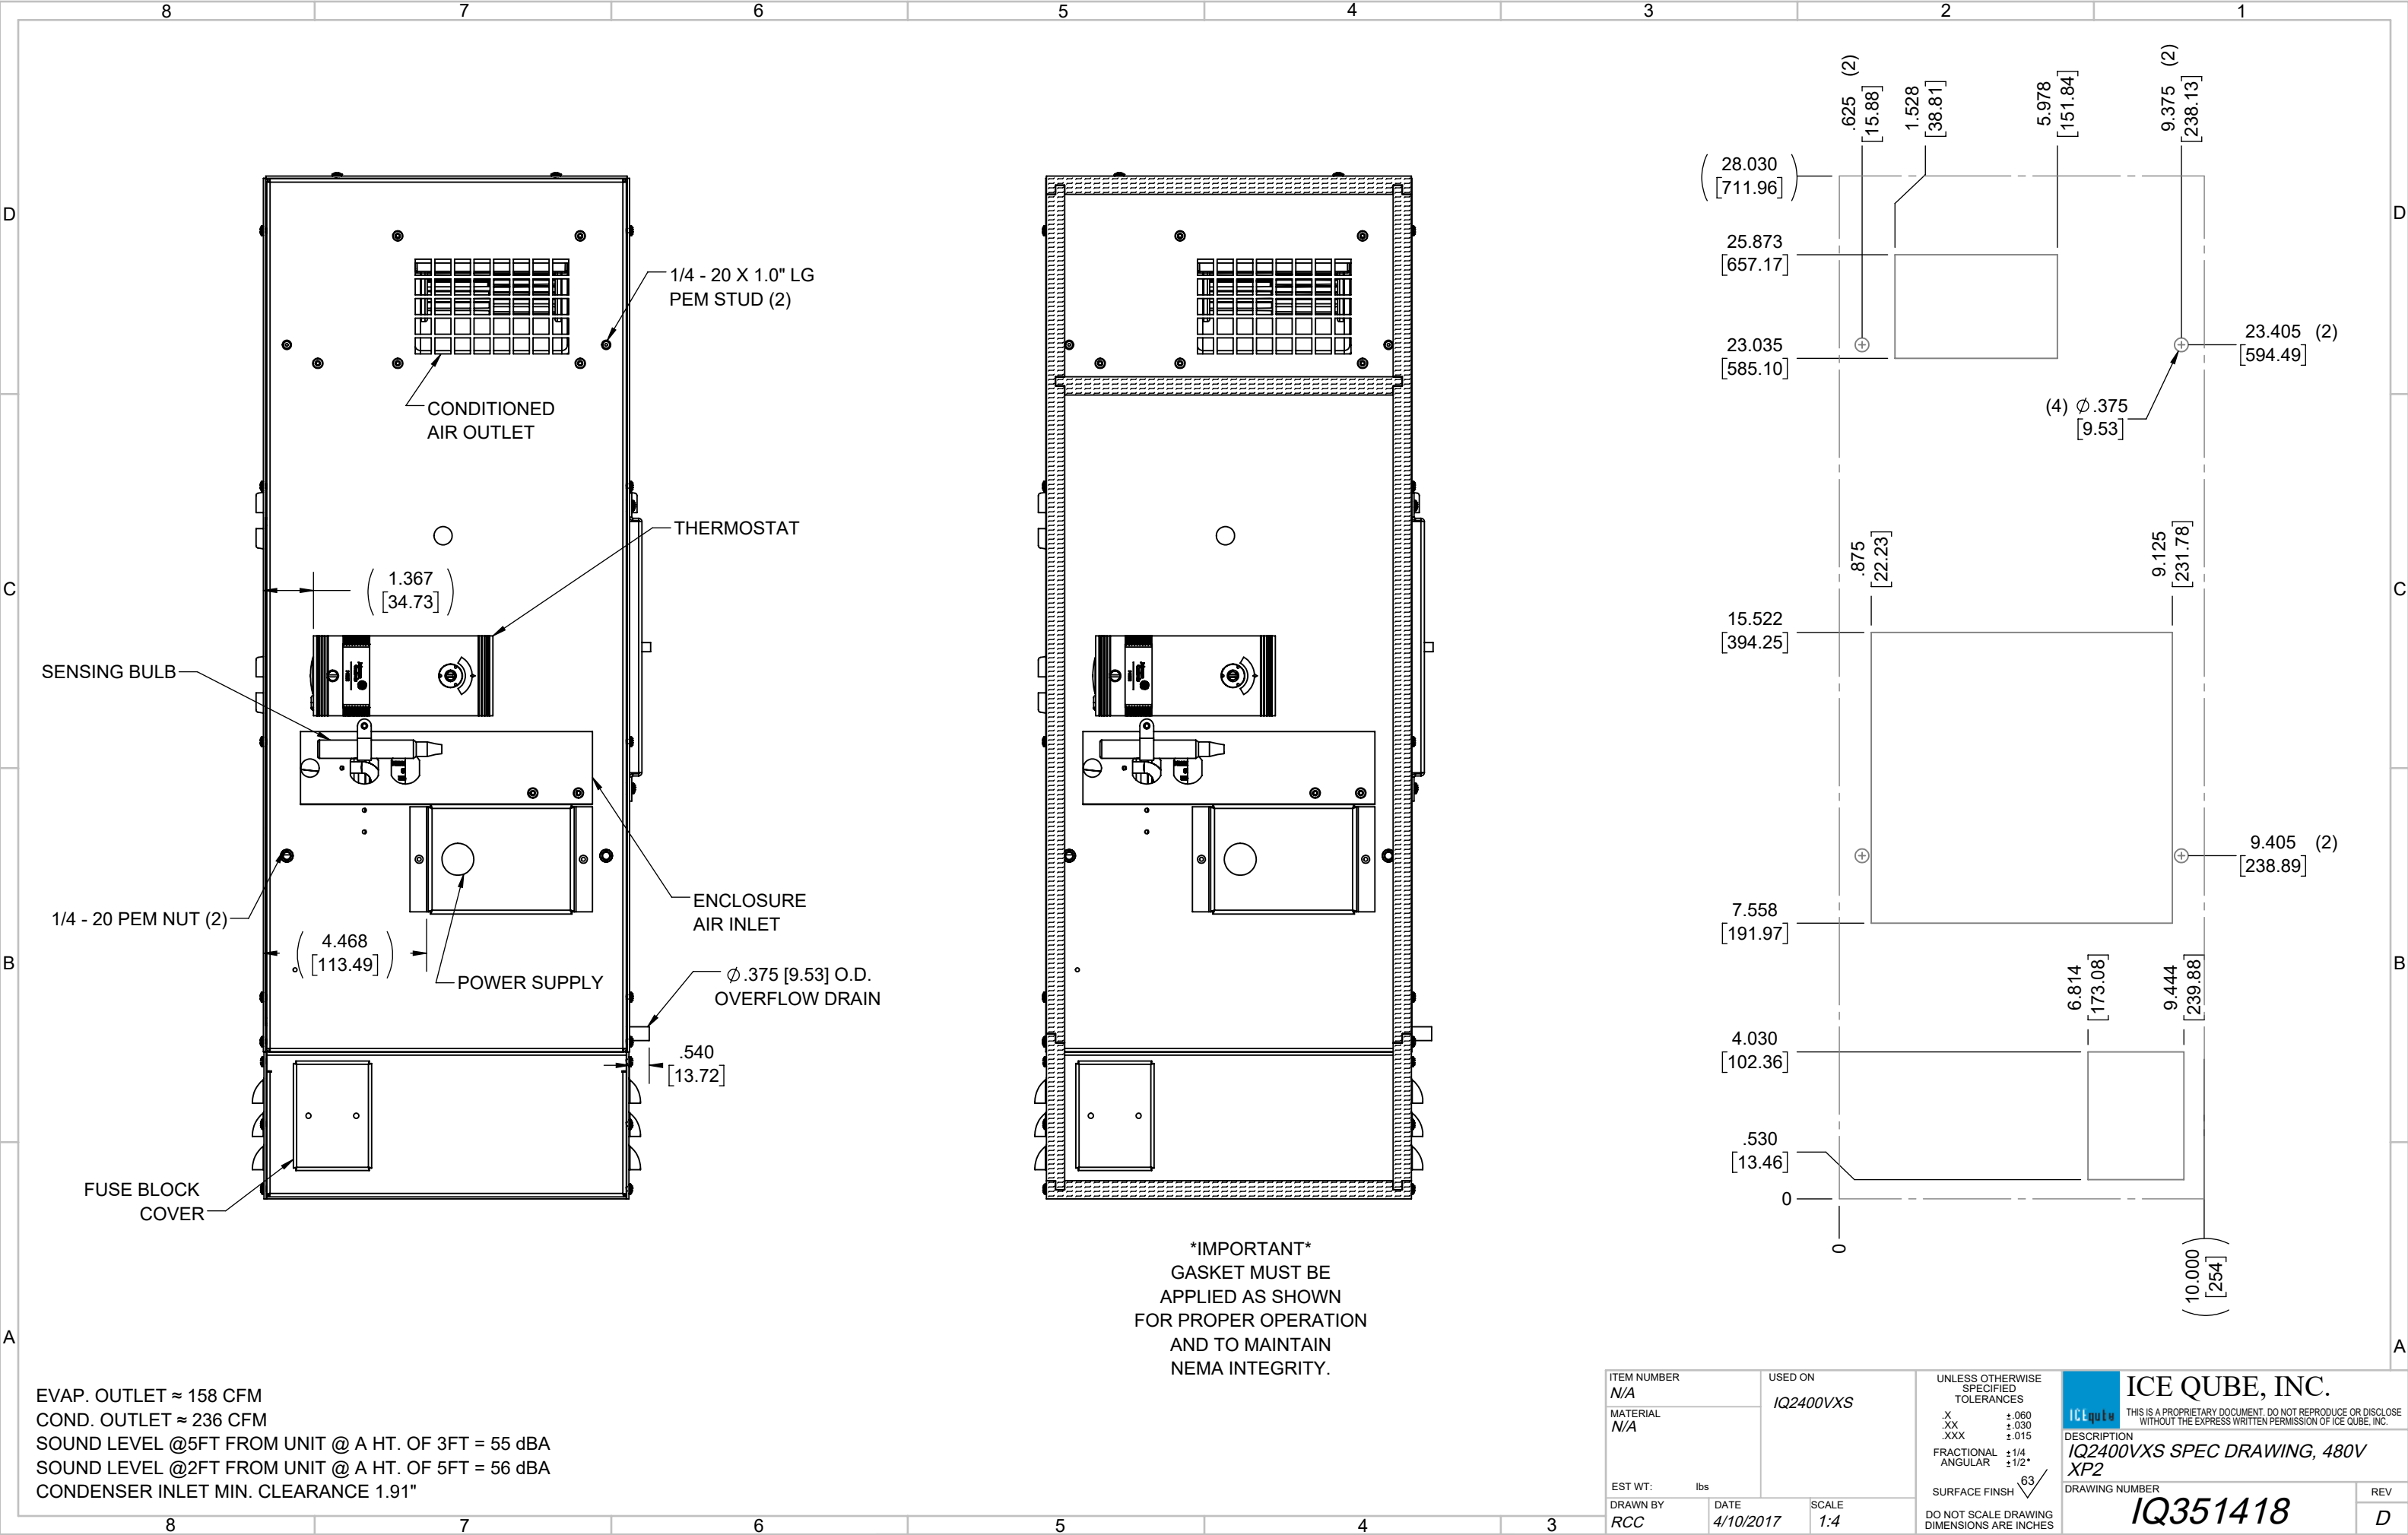 8 7 6 5 4 3 2 1
D
C
B
A
1/4 - 20 X 1.0" LG
PEM STUD (2)
CONDITIONED
AIR OUTLET
THERMOSTAT
1.367
[34.73]
SENSING BULB
1/4 - 20 PEM NUT (2)
4.468
[113.49]
POWER SUPPLY
ENCLOSURE
AIR INLET
Ø .375 [9.53] O.D.
OVERFLOW DRAIN
.540
[13.72]
FUSE BLOCK
COVER
*IMPORTANT*
GASKET MUST BE
APPLIED AS SHOWN
FOR PROPER OPERATION
AND TO MAINTAIN
NEMA INTEGRITY.
.625 (2)
[15.88]
1.528
[38.81]
5.978
[151.84]
9.375 (2)
[238.13]
28.030
[711.96]
25.873
[657.17]
23.035
[585.10]
23.405 (2)
[594.49]
(4) Ø .375
[9.53]
.875
[22.23]
9.125
[231.78]
15.522
[394.25]
9.405 (2)
[238.89]
7.558
[191.97]
6.814
[173.08]
9.444
[239.88]
4.030
[102.36]
.530
[13.46]
0
0
(10.000
[254])
D
C
B
A
EVAP. OUTLET ≈ 158 CFM
COND. OUTLET ≈ 236 CFM
SOUND LEVEL @5FT FROM UNIT @ A HT. OF 3FT = 55 dBA
SOUND LEVEL @2FT FROM UNIT @ A HT. OF 5FT = 56 dBA
CONDENSER INLET MIN. CLEARANCE 1.91"
8 7 6 5 4 3
ITEM NUMBER
N/A
MATERIAL
N/A
EST WT: lbs
USED ON
IQ2400VXS
DRAWN BY
RCC
DATE
4/10/2017
SCALE
1:4
UNLESS OTHERWISE
SPECIFIED
TOLERANCES
.X ±.060
.XX ±.030
.XXX ±.015
FRACTIONAL ±1/4
ANGULAR ±1/2°
63
SURFACE FINSH
DO NOT SCALE DRAWING
DIMENSIONS ARE INCHES
ICEqube
ICE QUBE, INC.
THIS IS A PROPRIETARY DOCUMENT. DO NOT REPRODUCE OR DISCLOSE
WITHOUT THE EXPRESS WRITTEN PERMISSION OF ICE QUBE, INC.
DESCRIPTION
IQ2400VXS SPEC DRAWING, 480V
XP2
DRAWING NUMBER
IQ351418
REV
D